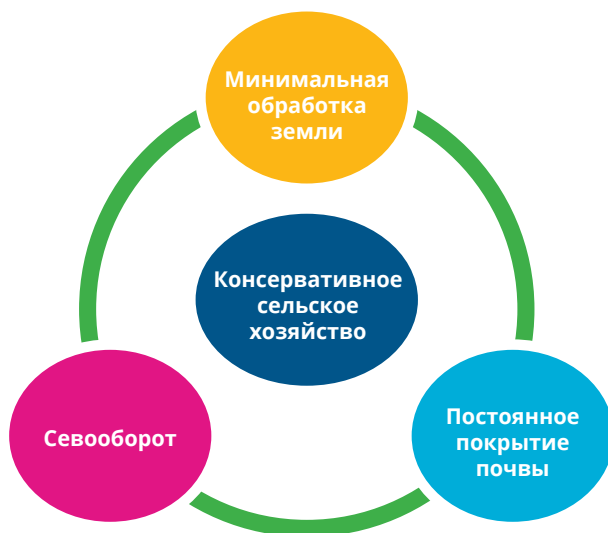 Минимальная
обработка
земли
Консервативное
сельское
хозяйство
Севооборот
Постоянное
покрытие
почвы